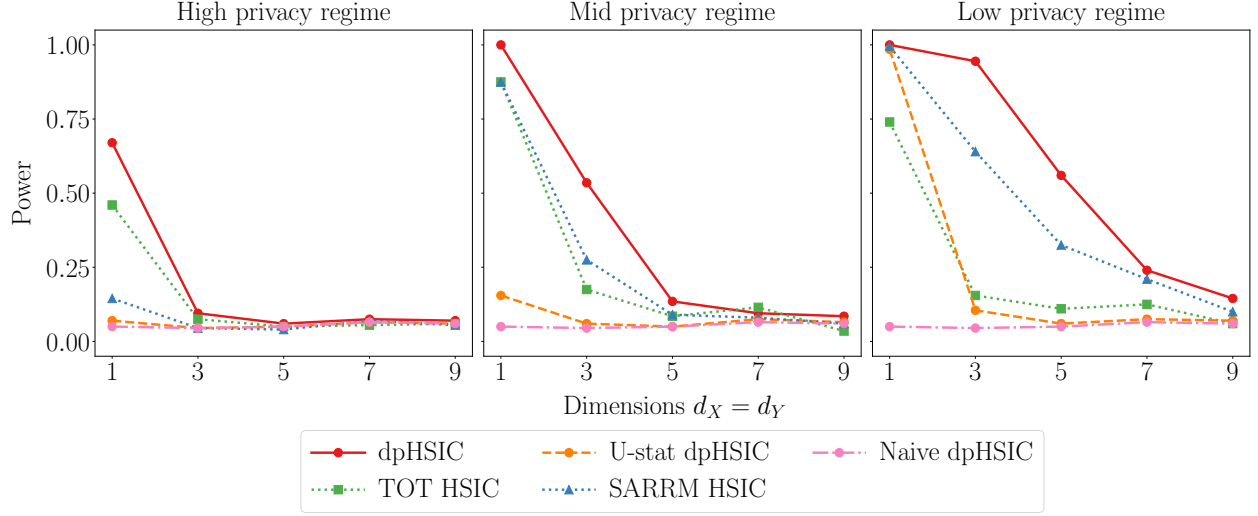 High privacy regime
Mid privacy regime
Low privacy regime
Power
1.00
0.75
0.50
0.25
0.00
1 3 5 7 9
1 3 5 7 9
1 3 5 7 9
Dimensions d_X = d_Y
dpHSIC
U-stat dpHSIC
Naive dpHSIC
TOT HSIC
SARRM HSIC